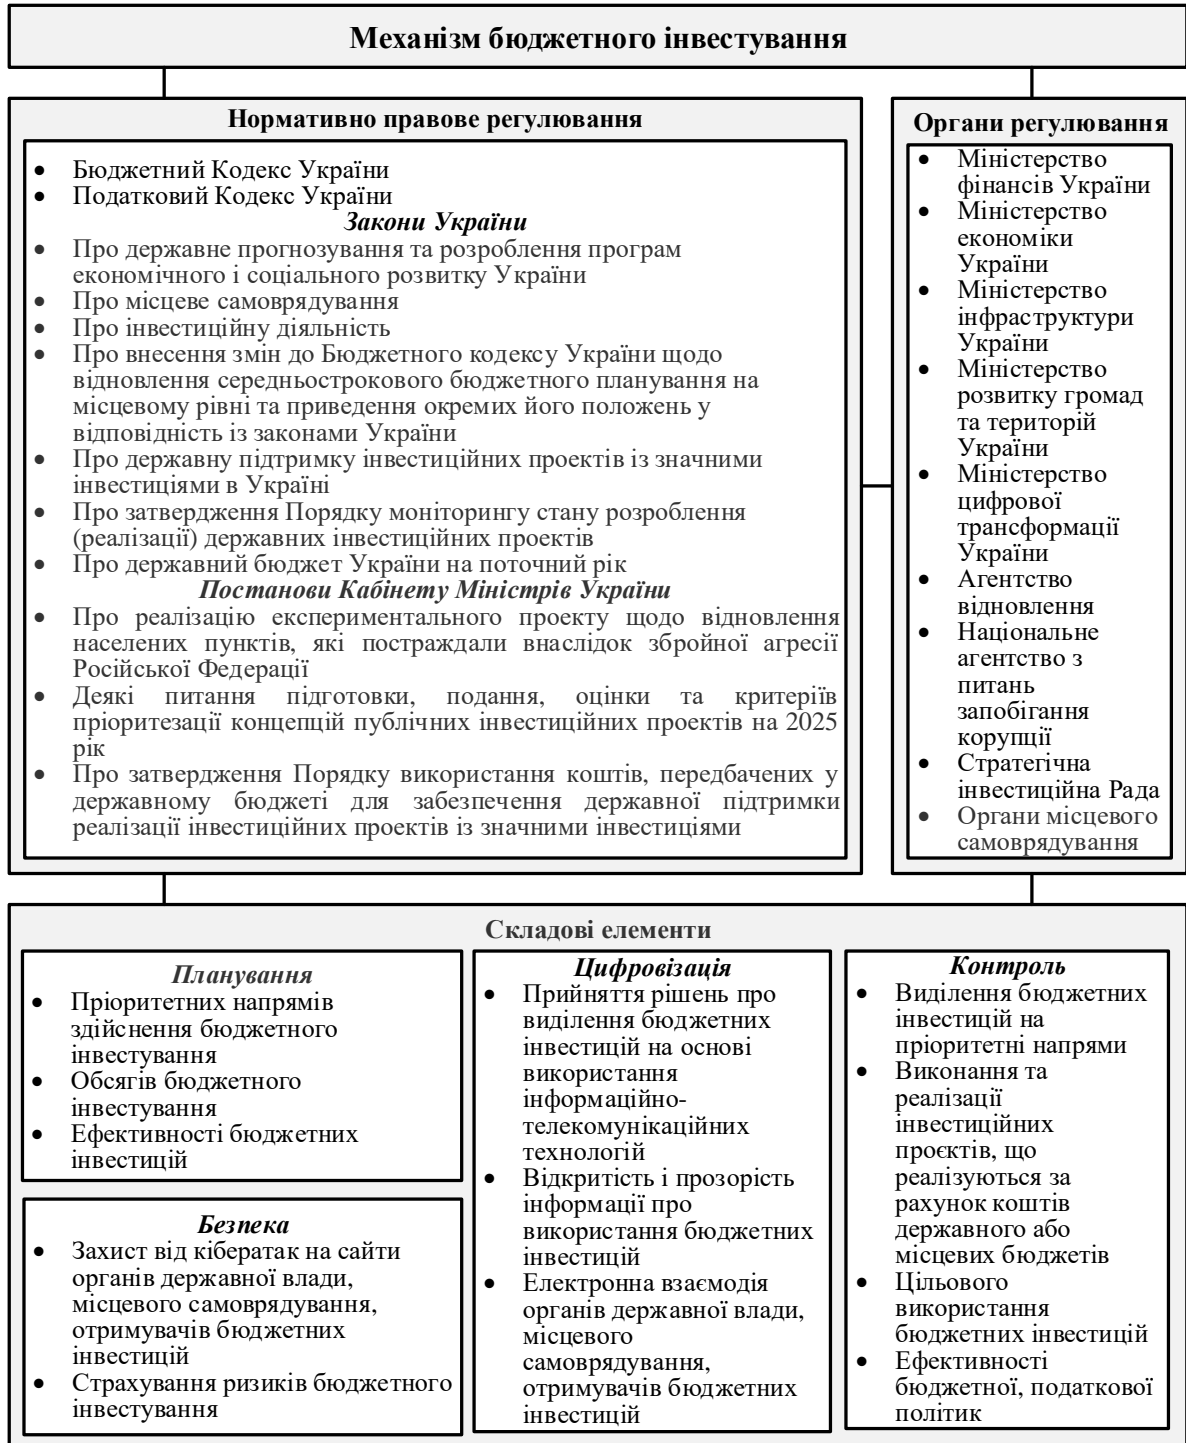 Механізм бюджетного інвестування
Нормативно правове регулювання
• Бюджетний Кодекс України
• Податковий Кодекс України
Закони України
• Про державне прогнозування та розроблення програм
економічного і соціального розвитку України
• Про місцеве самоврядування
• Про інвестиційну діяльність
• Про внесення змін до Бюджетного кодексу України щодо
відновлення середньострокового бюджетного планування на
місцевому рівні та приведення окремих його положень у
відповідність із законами України
• Про державну підтримку інвестиційних проектів із значними
інвестиціями в Україні
• Про затвердження Порядку моніторингу стану розроблення
(реалізації) державних інвестиційних проектів
• Про державний бюджет України на поточний рік
Постанови Кабінету Міністрів України
• Про реалізацію експериментального проекту щодо відновлення
населених пунктів, які постраждали внаслідок збройної агресії
Російської Федерації
• Деякі питання підготовки, подання, оцінки та критеріїв
пріоритезації концепцій публічних інвестиційних проектів на 2025
рік
• Про затвердження Порядку використання коштів, передбачених у
державному бюджеті для забезпечення державної підтримки
реалізації інвестиційних проектів із значними інвестиціями
Органи регулювання
• Міністерство
фінансів України
• Міністерство
економіки
України
• Міністерство
інфраструктури
України
• Міністерство
розвитку громад
та територій
України
• Міністерство
цифрової
трансформації
України
• Агентство
відновлення
• Національне
агентство з
питань
запобігання
корупції
• Стратегічна
інвестиційна Рада
• Органи місцевого
самоврядування
Складові елементи
Планування
• Пріоритетних напрямів
здійснення бюджетного
інвестування
• Обсягів бюджетного
інвестування
• Ефективності бюджетних
інвестицій
Безпека
• Захист від кібератак на сайти
органів державної влади,
місцевого самоврядування,
отримувачів бюджетних
інвестицій
• Страхування ризиків бюджетного
інвестування
Цифровізація
• Прийняття рішень про
виділення бюджетних
інвестицій на основі
використання
інформаційно-
телекомунікаційних
технологій
• Відкритість і прозорість
інформації про
використання бюджетних
інвестицій
• Електронна взаємодія
органів державної влади,
місцевого
самоврядування,
отримувачів бюджетних
інвестицій
Контроль
• Виділення бюджетних
інвестицій на
пріоритетні напрями
• Виконання та
реалізації
інвестиційних
проєктів, що
реалізуються за
рахунок коштів
державного або
місцевих бюджетів
• Цільового
використання
бюджетних інвестицій
• Ефективності
бюджетної, податкової
політик